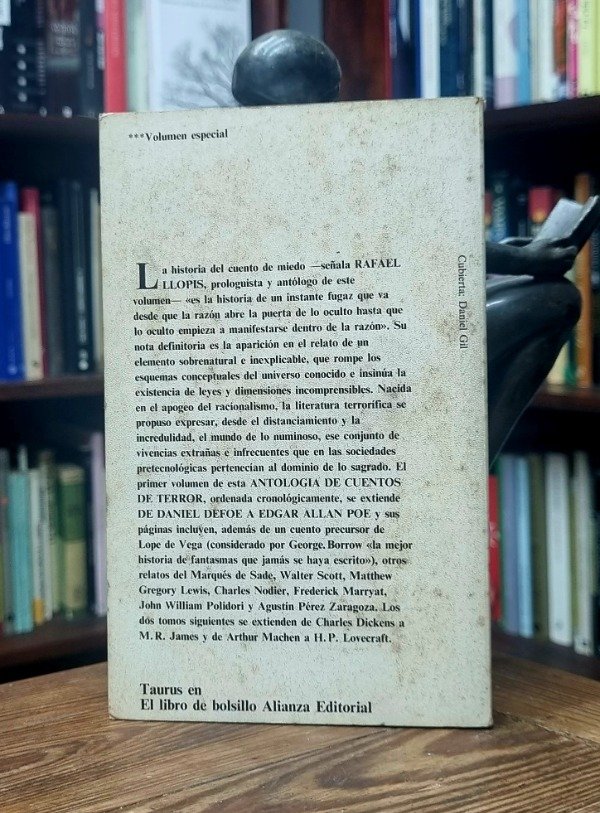 ***Volumen especial
La historia del cuento de miedo —señala RAFAEL
LLOPIS, prologuista y antólogo de este
volumen— «es la historia de un instante fugaz que va
desde que la razón abre la puerta de lo oculto hasta que
lo oculto empieza a manifestarse dentro de la razón». Su
nota definitoria es la aparición en el relato de un
elemento sobrenatural e inexplicable, que rompe los
esquemas conceptuales del universo conocido e insinúa la
existencia de leyes y dimensiones incomprensibles. Nacida
en el apogeo del racionalismo, la literatura terrorífica se
propuso expresar, desde el distanciamiento y la
incredulidad, el mundo de lo numinoso, ese conjunto de
vivencias extrañas e infrecuentes que en las sociedades
pretecnológicas pertenecían al dominio de lo sagrado. El
primer volumen de esta ANTOLOGIA DE CUENTOS
DE TERROR, ordenada cronológicamente, se extiende
DE DANIEL DEFOE A EDGAR ALLAN POE y sus
páginas incluyen, además de un cuento precursor de
Lope de Vega (considerado por George Borrow «la mejor
historia de fantasmas que jamás se haya escrito»), otros
relatos del Marqués de Sade, Walter Scott, Matthew
Gregory Lewis, Charles Nodier, Frederick Marryat,
John William Polidori y Agustín Pérez Zaragoza. Los
dos tomos siguientes se extienden de Charles Dickens a
M. R. James y de Arthur Machen a H. P. Lovecraft.
Taurus en
El libro de bolsillo Alianza Editorial
Cubierta: Daniel Gil